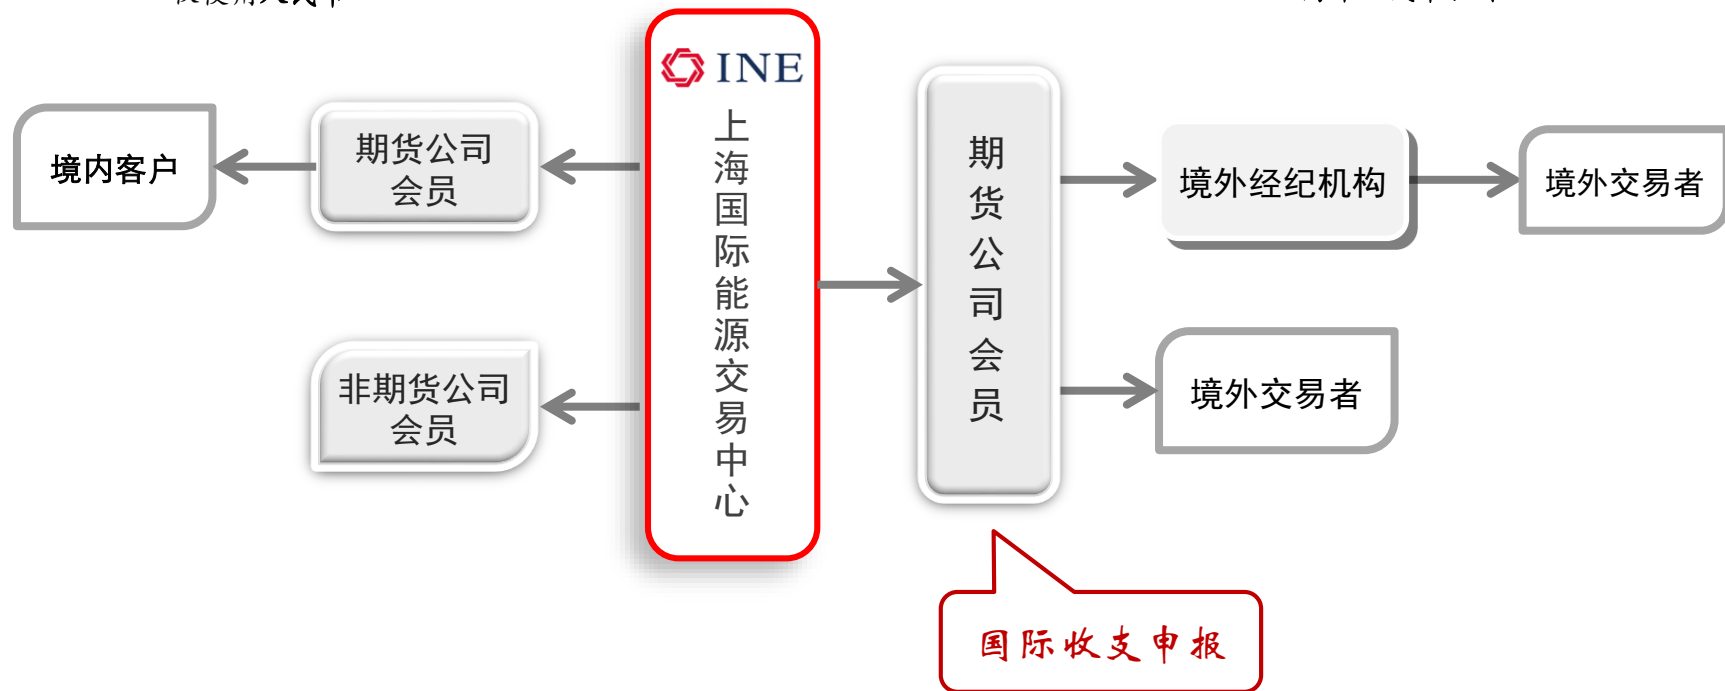 INE
上海国际能源交易中心
境内客户
期货公司
会员
非期货公司
会员
期货公司会员
境外经纪机构
境外交易者
境外交易者
国际收支申报